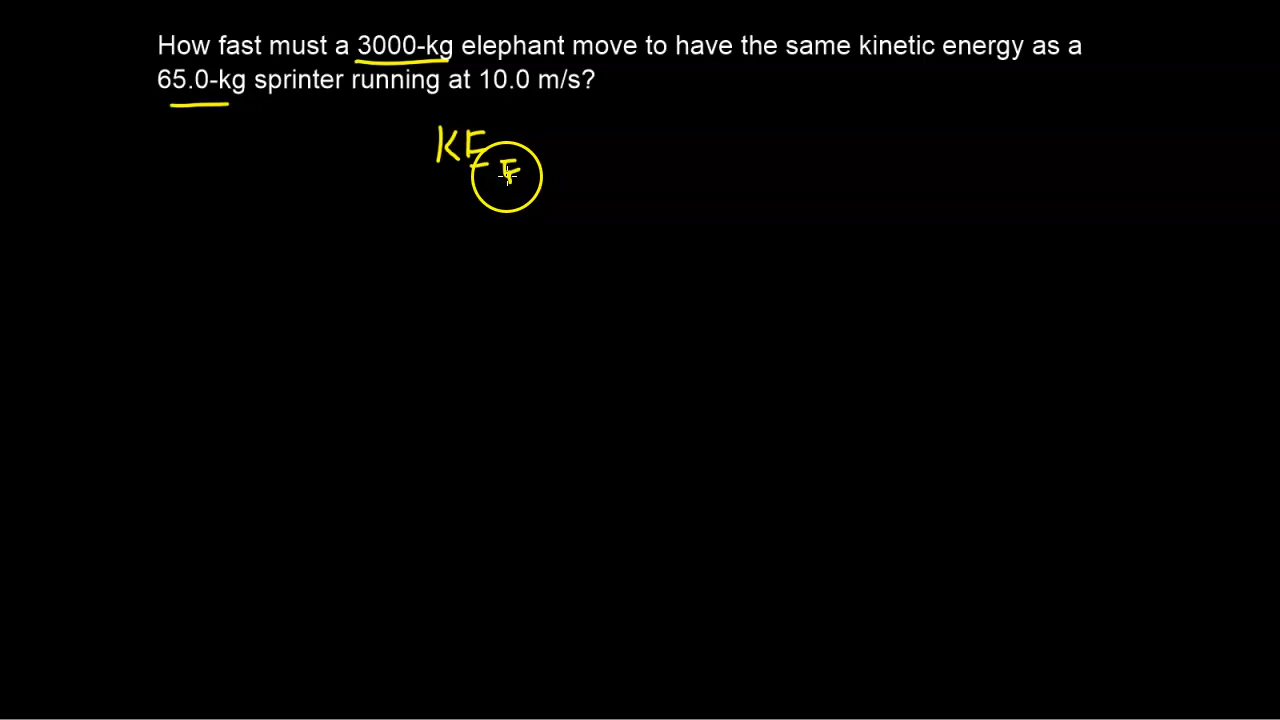 How fast must a 3000-kg elephant move to have the same kinetic energy as a
65.0-kg sprinter running at 10.0 m/s?
KE